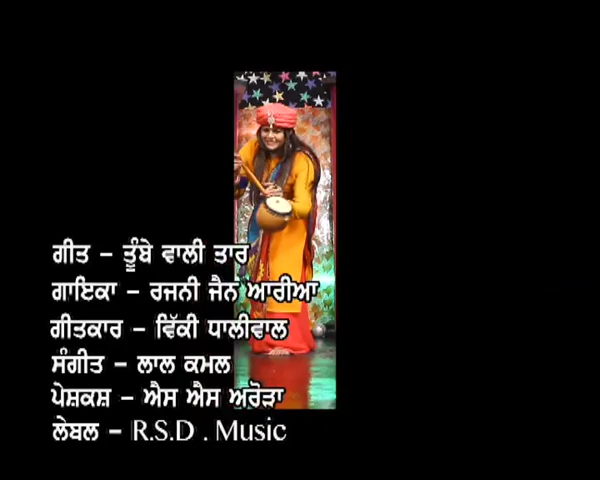 ਗੀਤ – ਤੂੰਬੇ ਵਾਲੀ ਤਾਰ
ਗਾਇਕਾ – ਰਜਨੀ ਜੈਨ ਆਰੀਆ
ਗੀਤਕਾਰ – ਵਿੱਕੀ ਧਾਲੀਵਾਲ
ਸੰਗੀਤ – ਲਾਲ ਕਮਲ
ਪੇਸ਼ਕਸ਼ – ਐਸ ਐਸ ਅਰੋੜਾ
ਲੇਬਲ – R.S.D . Music